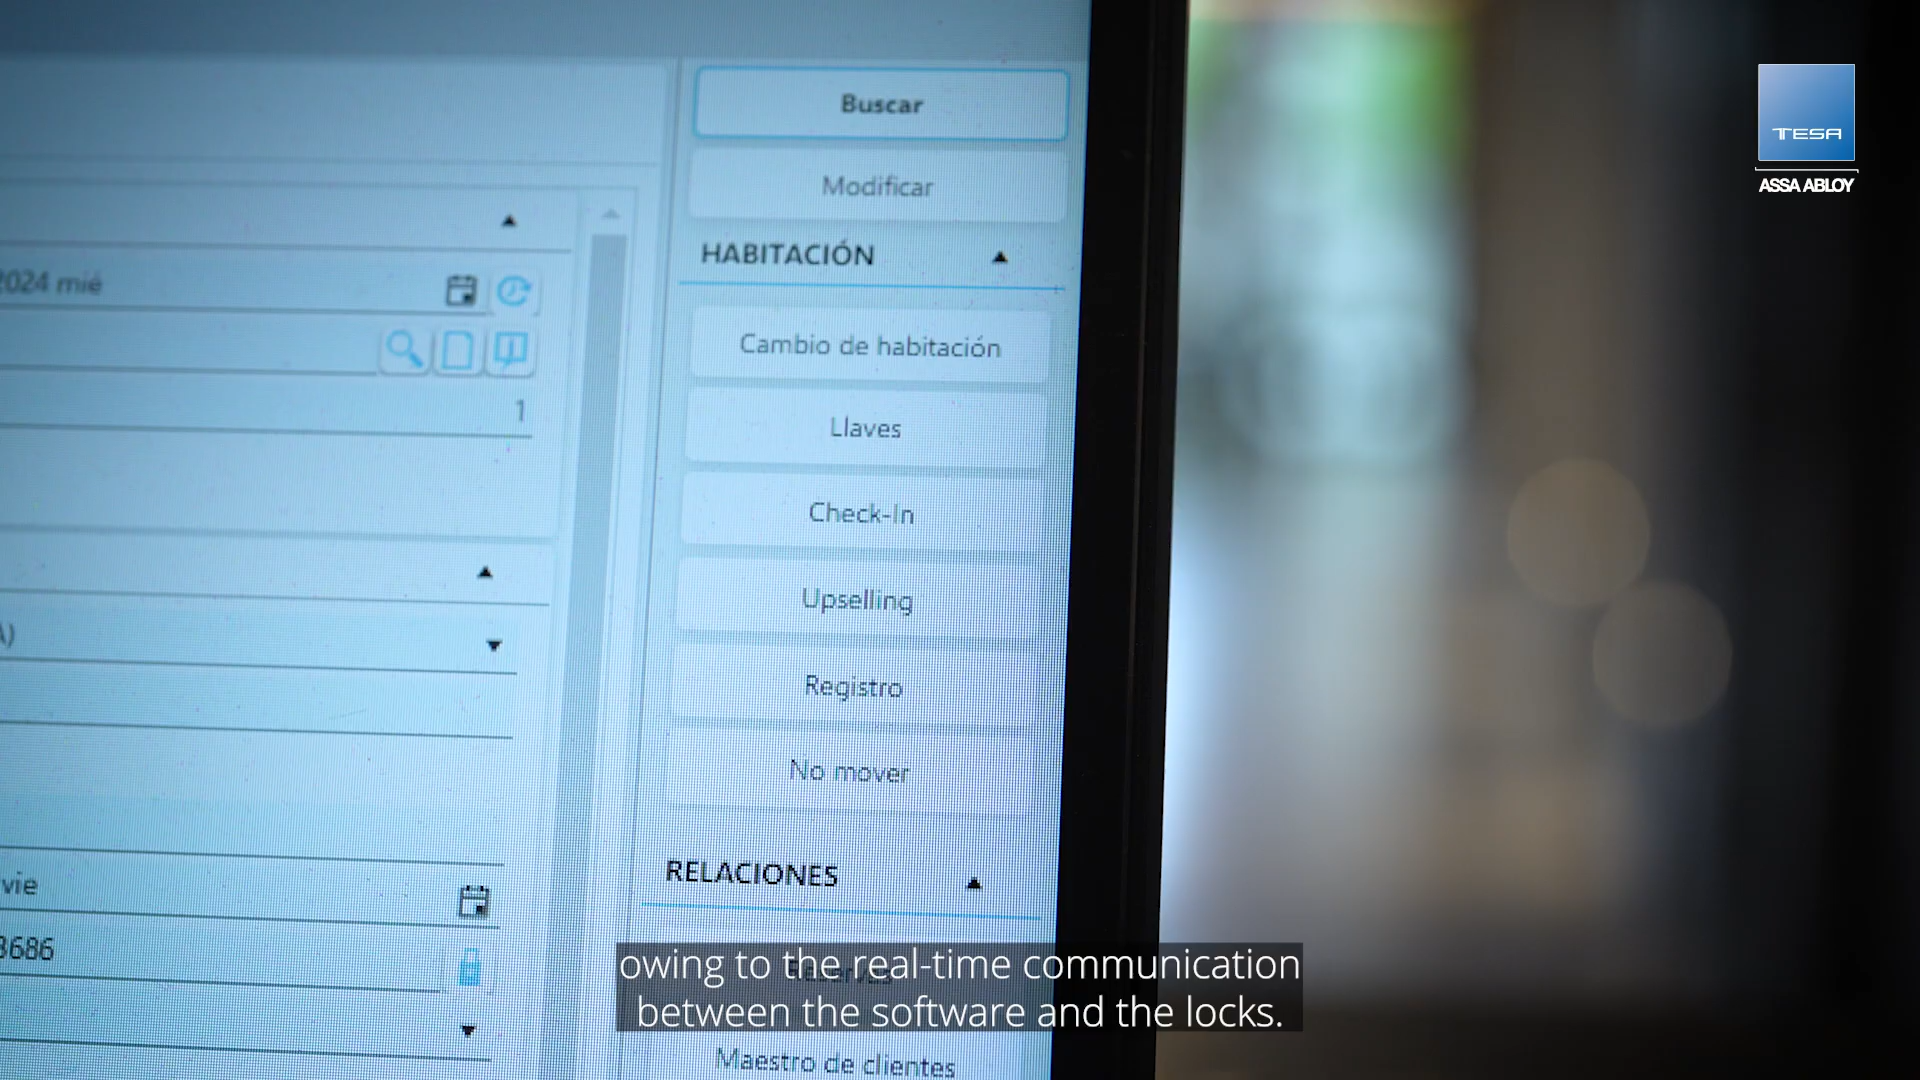 Buscar
Modificar
HABITACIÓN
2024 mié
Cambio de habitación
1
Llaves
Check-In
Upselling
Registro
No mover
RELACIONES
vie
3686
owing to the real-time communication
between the software and the locks.
Maestro de clientes
TESA
ASSA ABLOY